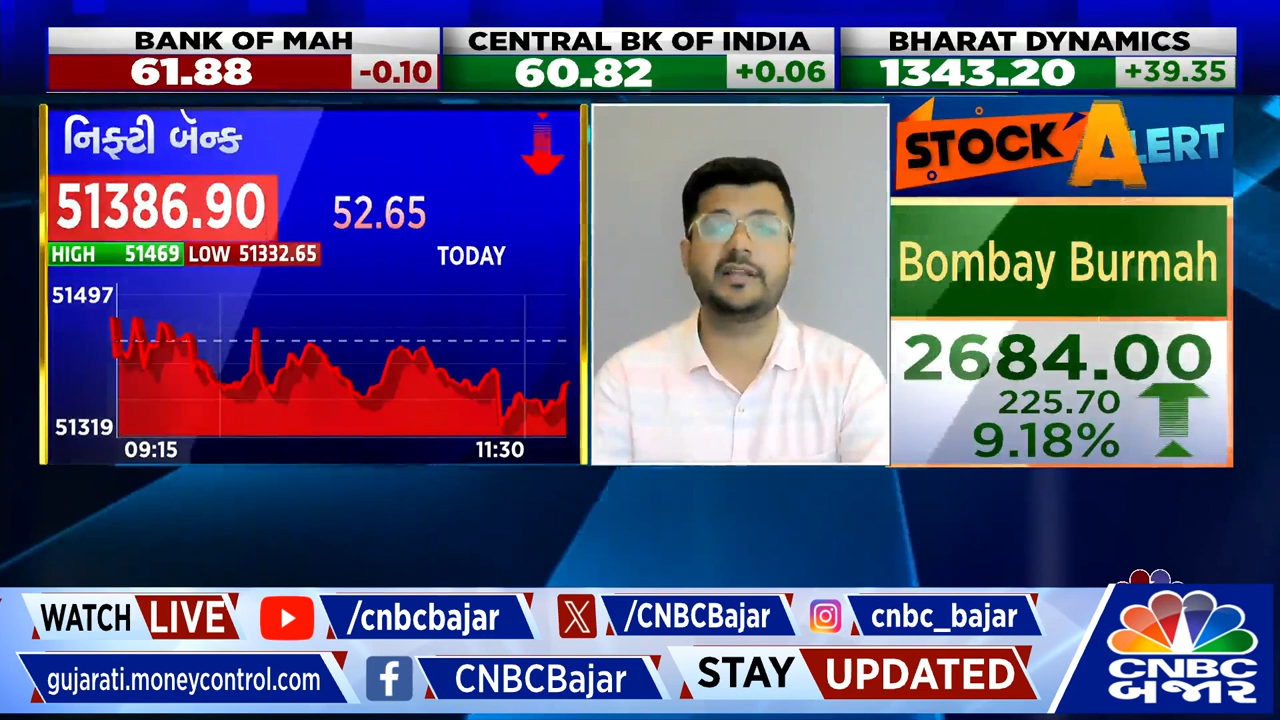 BANK OF MAH
61.88 -0.10
CENTRAL BK OF INDIA
60.82 +0.06
BHARAT DYNAMICS
1343.20 +39.35
નિફ્ટી બૅન્ક
51386.90 52.65
HIGH 51469 LOW 51332.65
TODAY
51497
51319
09:15 11:30
STOCK ALERT
Bombay Burmah
2684.00
225.70
9.18%
WATCH LIVE /cnbcbajar /CNBCBajar cnbc_bajar
gujarati.moneycontrol.com CNBCBajar STAY UPDATED
CNBC
બજાર